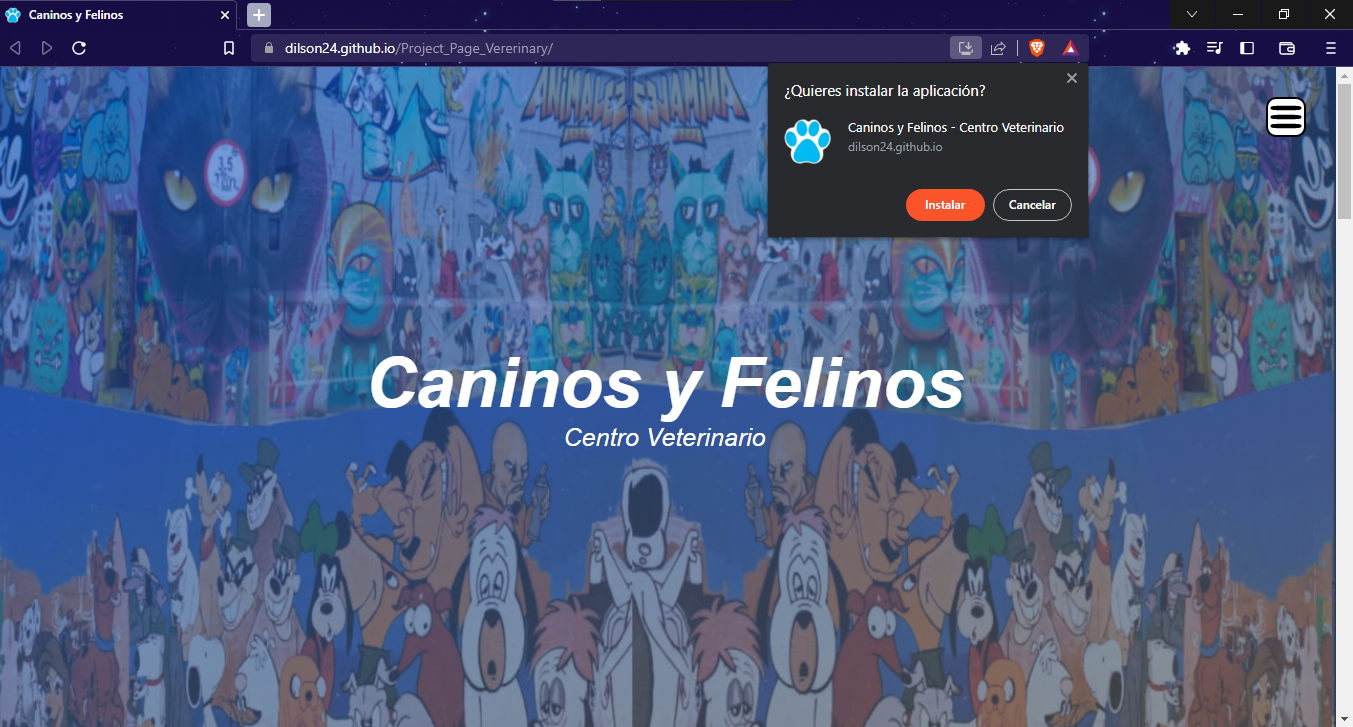 Caninos y Felinos
dilson24.github.io/Project_Page_Vererinary/
¿Quieres instalar la aplicación?
Caninos y Felinos - Centro Veterinario
dilson24.github.io
Instalar
Cancelar
3,5
Caninos y Felinos
Centro Veterinario